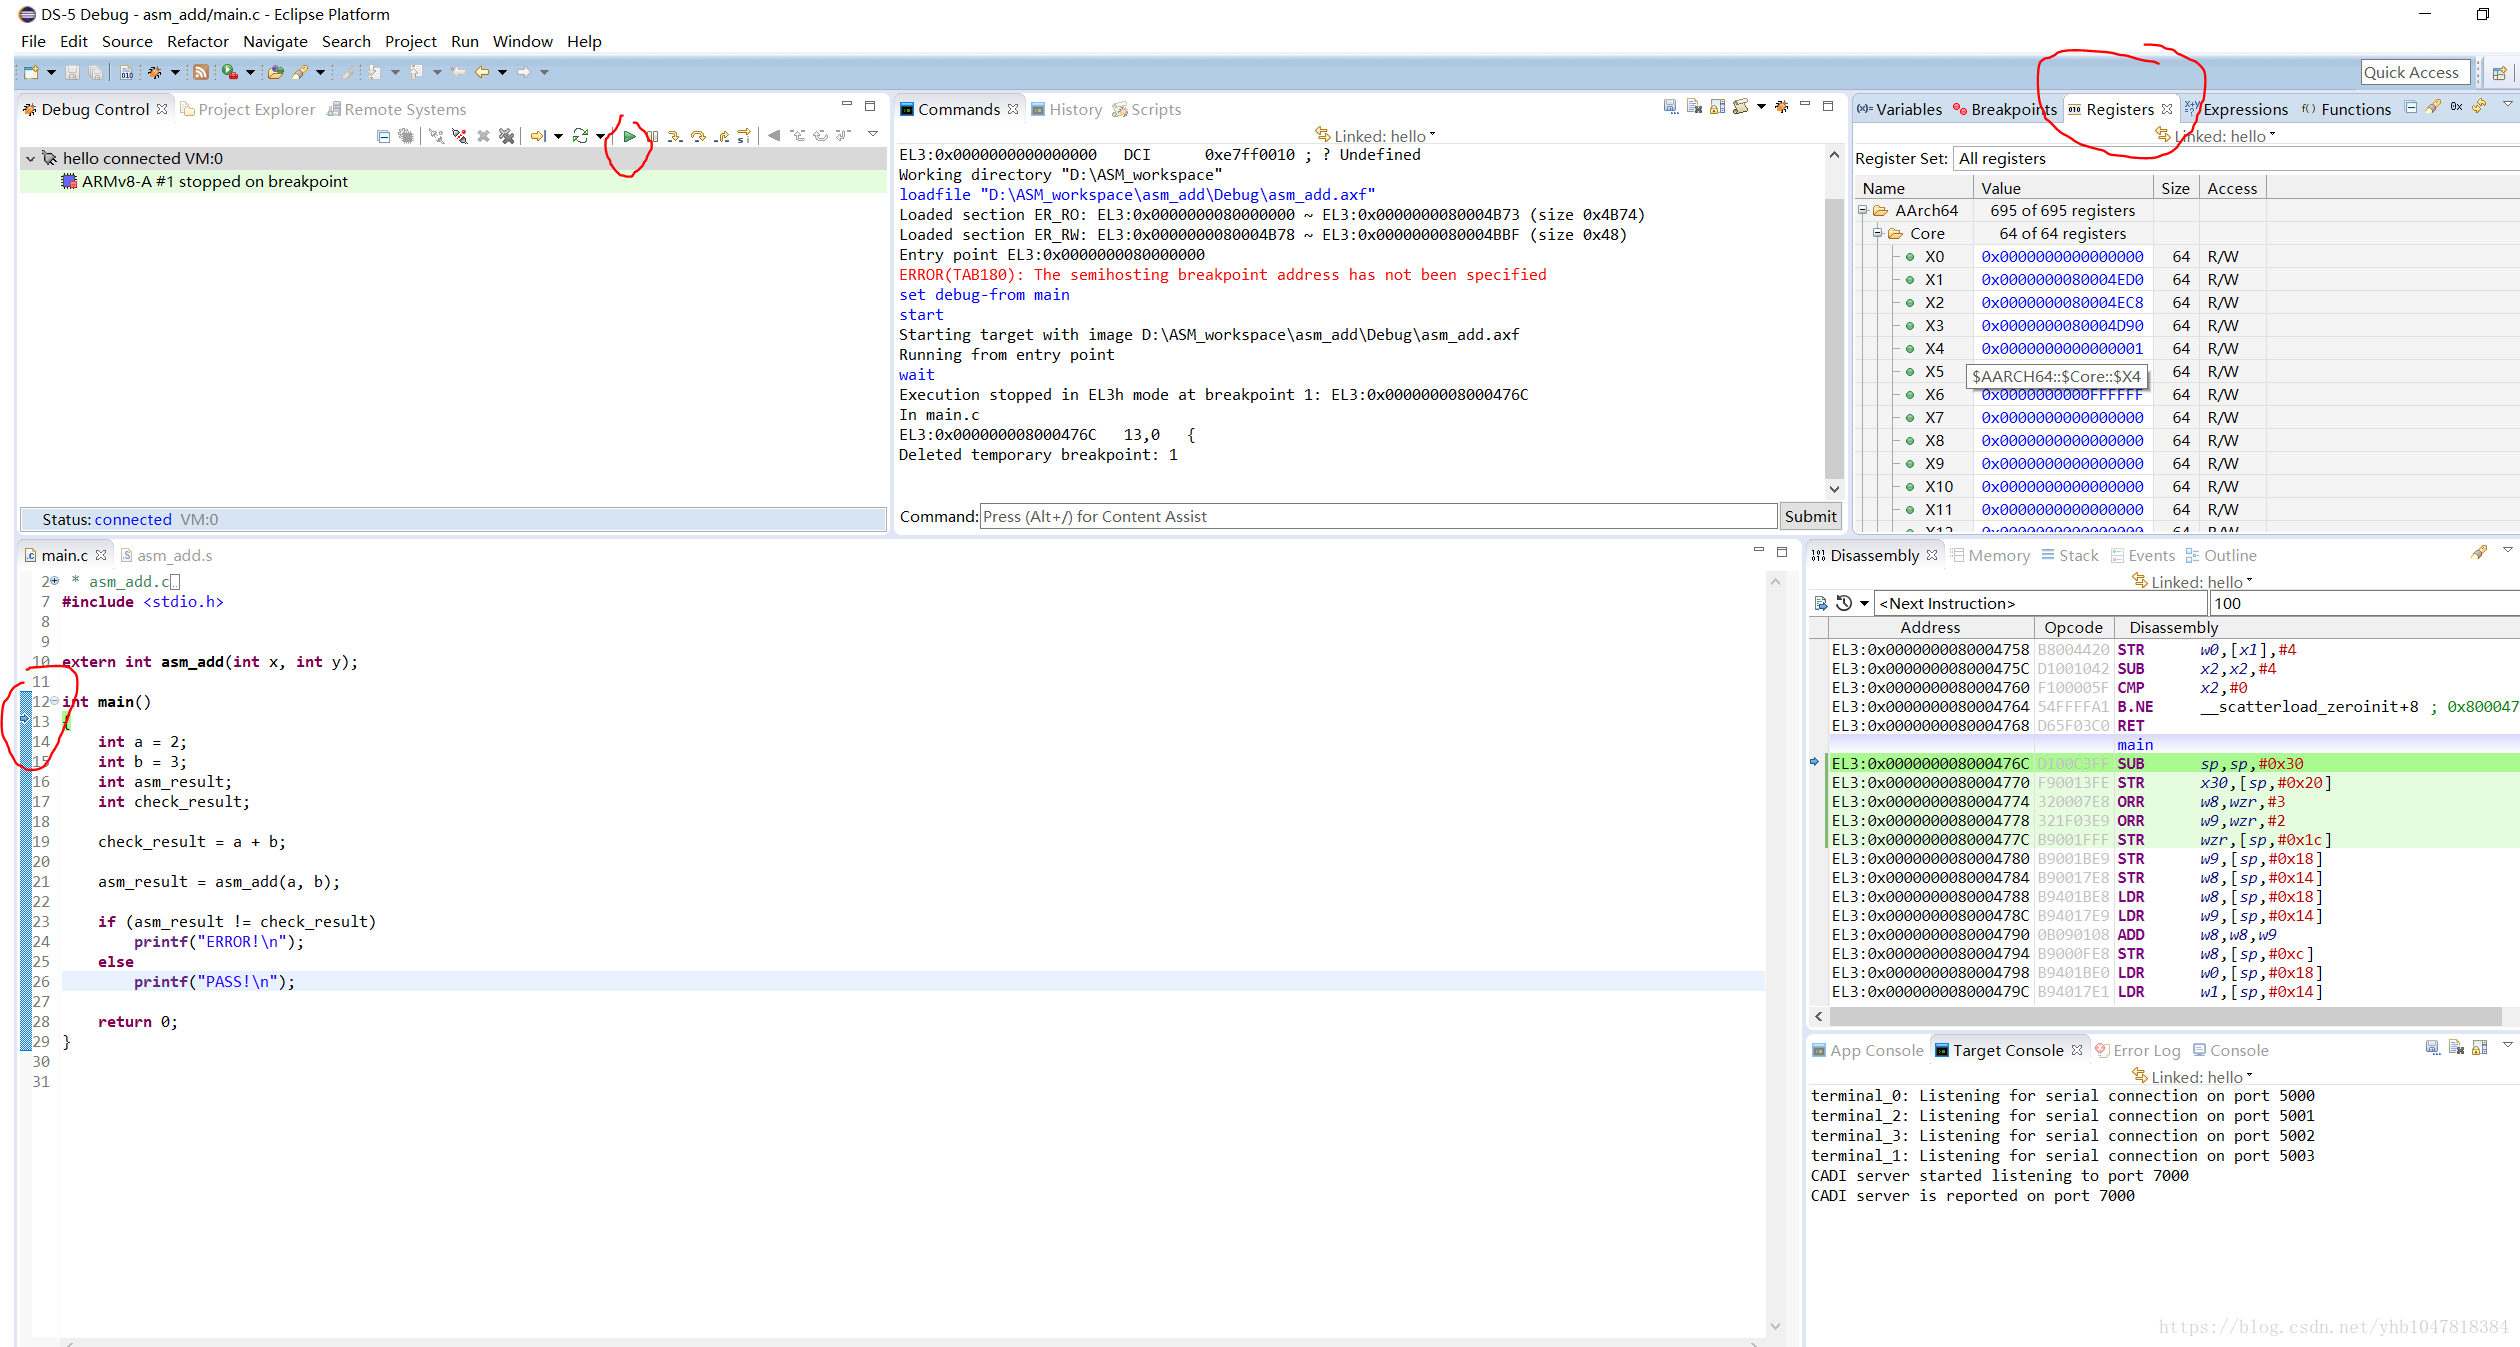 DS-5 Debug - asm_add/main.c - Eclipse Platform
File Edit Source Refactor Navigate Search Project Run Window Help
Quick Access
Debug Control Project Explorer Remote Systems
hello connected VM:0
ARMv8-A #1 stopped on breakpoint
Status: connected VM:0
Commands History Scripts
Linked: hello
EL3:0x0000000000000000 DCI 0xe7ff0010 ; ? Undefined
Working directory "D:\ASM_workspace"
loadfile "D:\ASM_workspace\asm_add\Debug\asm_add.axf"
Loaded section ER_RO: EL3:0x0000000080000000 ~ EL3:0x0000000080004B73 (size 0x4B74)
Loaded section ER_RW: EL3:0x0000000080004B78 ~ EL3:0x0000000080004BBF (size 0x48)
Entry point EL3:0x0000000080000000
ERROR(TAB180): The semihosting breakpoint address has not been specified
set debug-from main
start
Starting target with image D:\ASM_workspace\asm_add\Debug\asm_add.axf
Running from entry point
wait
Execution stopped in EL3h mode at breakpoint 1: EL3:0x000000008000476C
In main.c
EL3:0x000000008000476C 13,0 {
Deleted temporary breakpoint: 1
Command: Press (Alt+/) for Content Assist Submit
Variables Breakpoints Registers Expressions Functions
Linked: hello
Register Set: All registers
Name Value Size Access
AArch64 695 of 695 registers
Core 64 of 64 registers
X0 0x0000000000000000 64 R/W
X1 0x0000000080004ED0 64 R/W
X2 0x0000000080004EC8 64 R/W
X3 0x0000000080004D90 64 R/W
X4 0x0000000000000001 64 R/W
X5 $AARCH64::$Core::$X4 64 R/W
X6 0x0000000000FFFFFF 64 R/W
X7 0x0000000000000000 64 R/W
X8 0x0000000000000000 64 R/W
X9 0x0000000000000000 64 R/W
X10 0x0000000000000000 64 R/W
X11 0x0000000000000000 64 R/W
X12 0x0000000000000000 64 R/W
main.c asm_add.s
2 * asm_add.c
7 #include <stdio.h>
8
9
10 extern int asm_add(int x, int y);
11
12 int main()
13 {
14 int a = 2;
15 int b = 3;
16 int asm_result;
17 int check_result;
18
19 check_result = a + b;
20
21 asm_result = asm_add(a, b);
22
23 if (asm_result != check_result)
24 printf("ERROR!\n");
25 else
26 printf("PASS!\n");
27
28 return 0;
29 }
30
31
Disassembly Memory Stack Events Outline
Linked: hello
<Next Instruction> 100
Address Opcode Disassembly
EL3:0x0000000080004758 B8004420 STR w0,[x1],#4
EL3:0x000000008000475C D1001042 SUB x2,x2,#4
EL3:0x0000000080004760 F100005F CMP x2,#0
EL3:0x0000000080004764 54FFFFA1 B.NE __scatterload_zeroinit+8 ; 0x800047
EL3:0x0000000080004768 D65F03C0 RET
main
EL3:0x000000008000476C D100C3FF SUB sp,sp,#0x30
EL3:0x0000000080004770 F90013FE STR x30,[sp,#0x20]
EL3:0x0000000080004774 320007E8 ORR w8,wzr,#3
EL3:0x0000000080004778 321F03E9 ORR w9,wzr,#2
EL3:0x000000008000477C B9001FFF STR wzr,[sp,#0x1c]
EL3:0x0000000080004780 B9001BE9 STR w9,[sp,#0x18]
EL3:0x0000000080004784 B90017E8 STR w8,[sp,#0x14]
EL3:0x0000000080004788 B9401BE8 LDR w8,[sp,#0x18]
EL3:0x000000008000478C B94017E9 LDR w9,[sp,#0x14]
EL3:0x0000000080004790 0B090108 ADD w8,w8,w9
EL3:0x0000000080004794 B9000FE8 STR w8,[sp,#0xc]
EL3:0x0000000080004798 B9401BE0 LDR w0,[sp,#0x18]
EL3:0x000000008000479C B94017E1 LDR w1,[sp,#0x14]
App Console Target Console Error Log Console
Linked: hello
terminal_0: Listening for serial connection on port 5000
terminal_2: Listening for serial connection on port 5001
terminal_3: Listening for serial connection on port 5002
terminal_1: Listening for serial connection on port 5003
CADI server started listening to port 7000
CADI server is reported on port 7000
https://blog.csdn.net/yhb1047818384